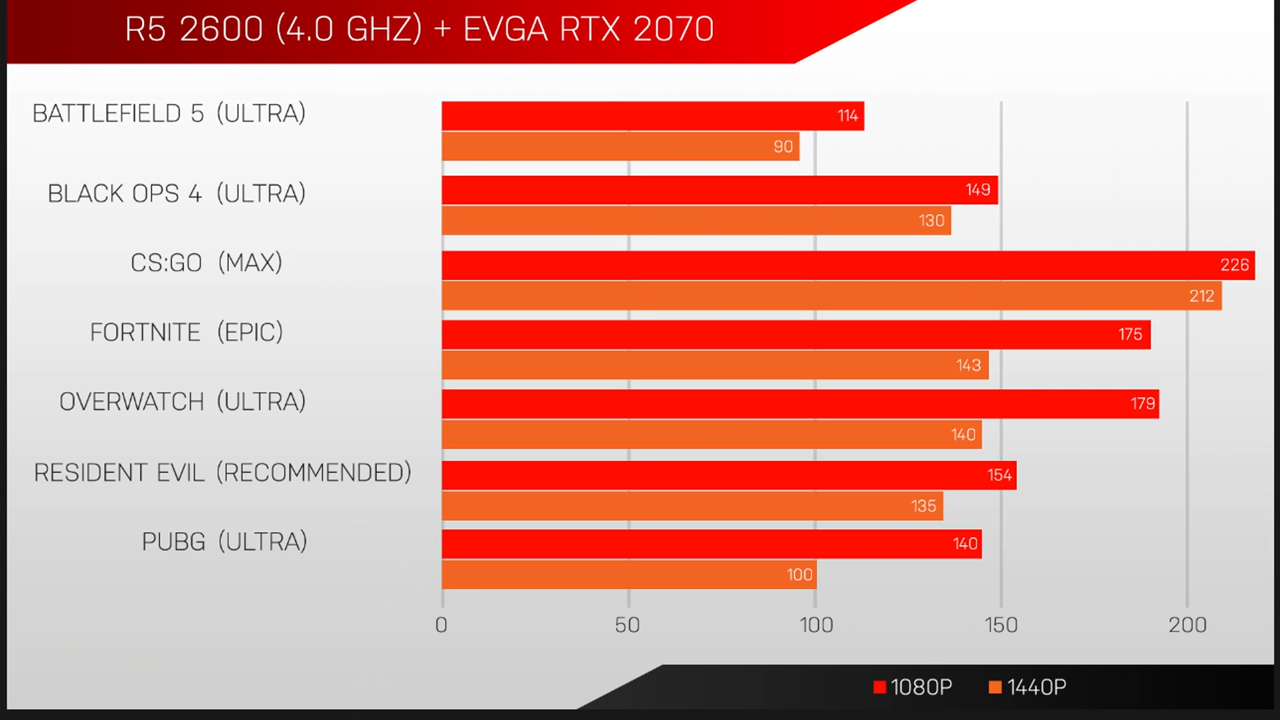 R5 2600 (4.0 GHZ) + EVGA RTX 2070
BATTLEFIELD 5 (ULTRA)
114
90
BLACK OPS 4 (ULTRA)
149
130
CS:GO (MAX)
226
212
FORTNITE (EPIC)
175
143
OVERWATCH (ULTRA)
179
140
RESIDENT EVIL (RECOMMENDED)
154
135
PUBG (ULTRA)
140
100
0 50 100 150 200
1080P 1440P